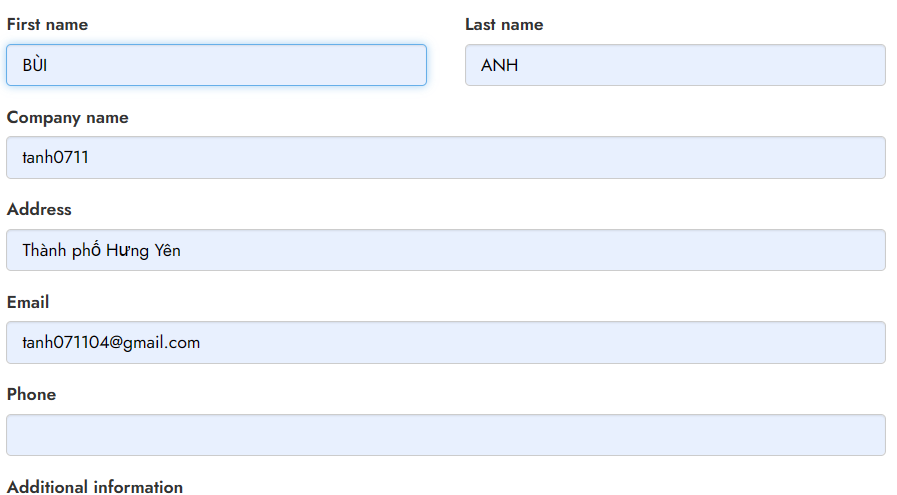 First name Last name
BÙI ANH
Company name
tanh0711
Address
Thành phố Hưng Yên
Email
tanh071104@gmail.com
Phone
Additional information